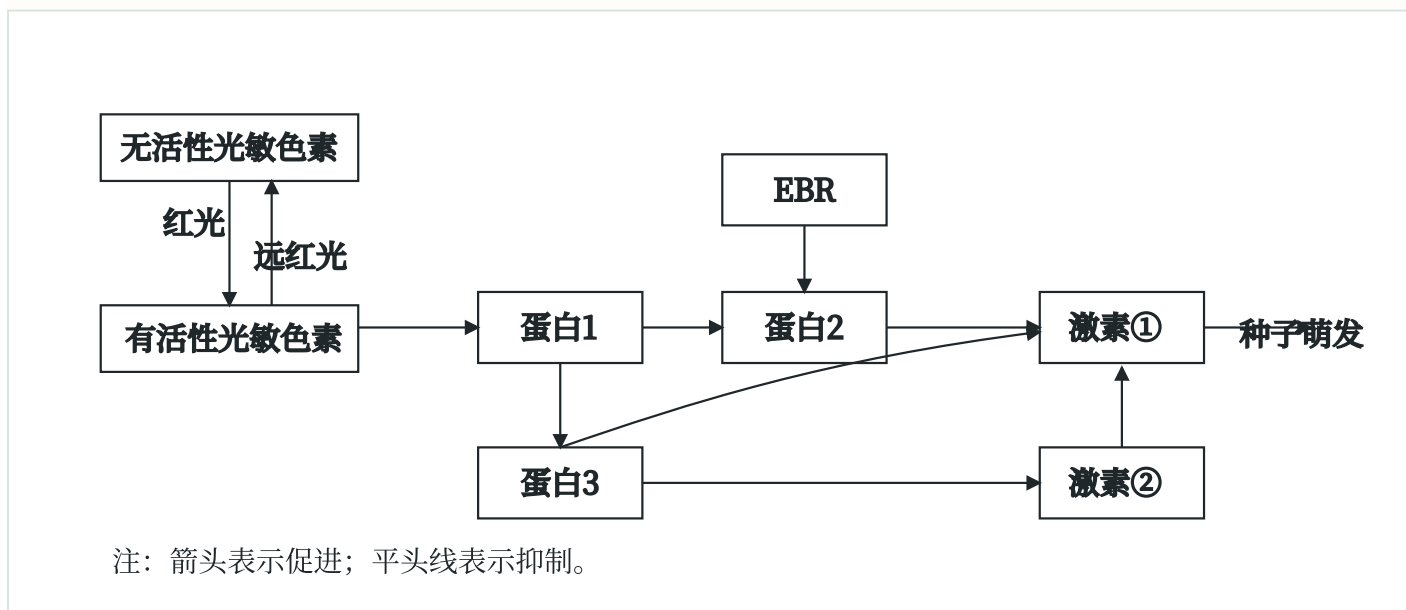 无活性光敏色素
EBR
红光
远红光
有活性光敏色素
蛋白1
蛋白2
激素①
种子萌发
蛋白3
激素②
注：箭头表示促进；平头线表示抑制。